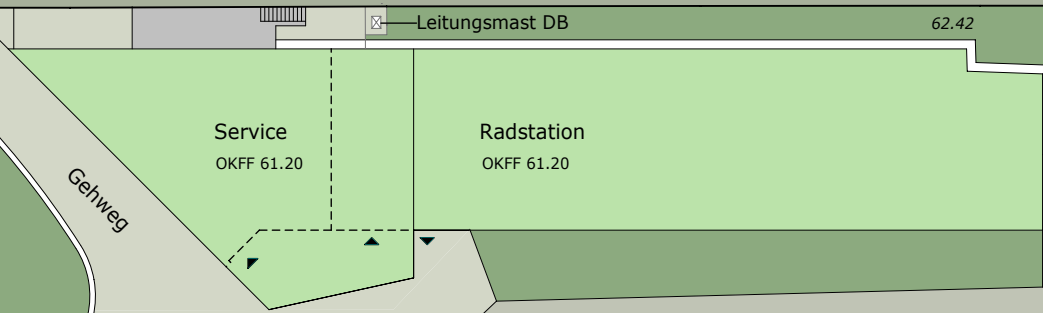 Leitungsmast DB
62.42
Service
OKFF 61.20
Radstation
OKFF 61.20
Gehweg